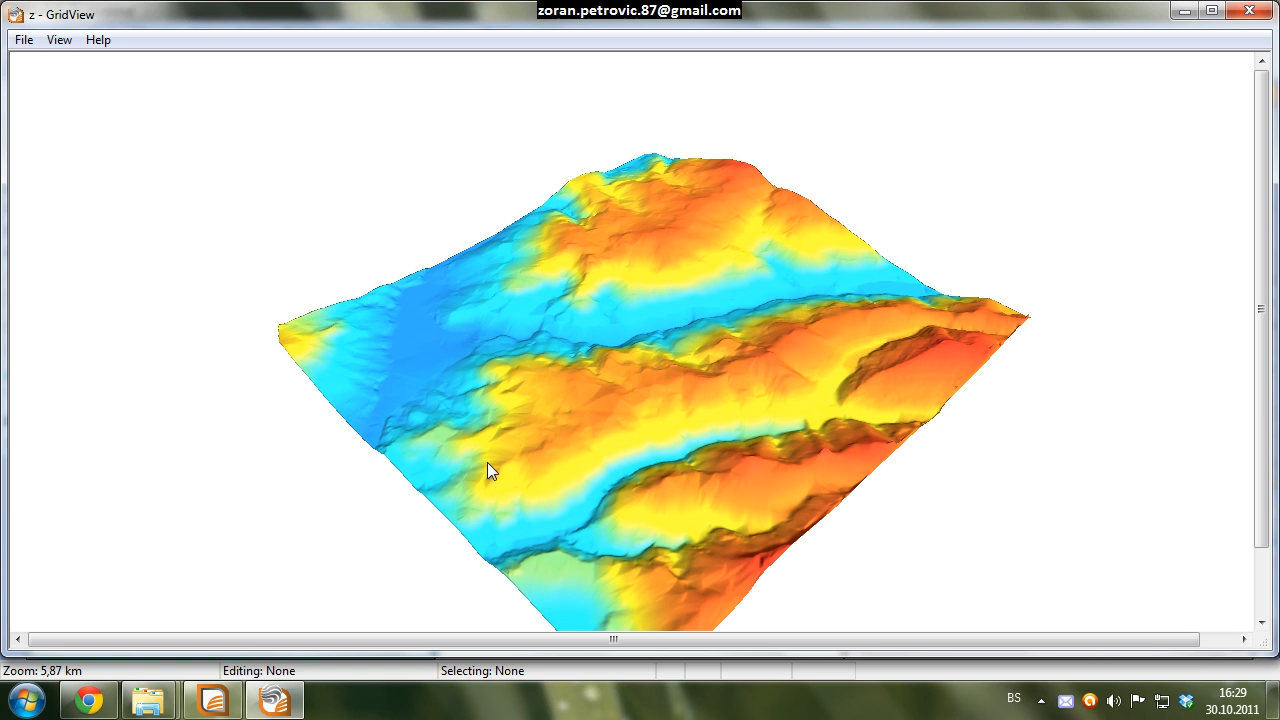 z - GridView
zoran.petrovic.87@gmail.com
File View Help
Zoom: 5,87 km Editing: None Selecting: None
BS
16:29
30.10.2011